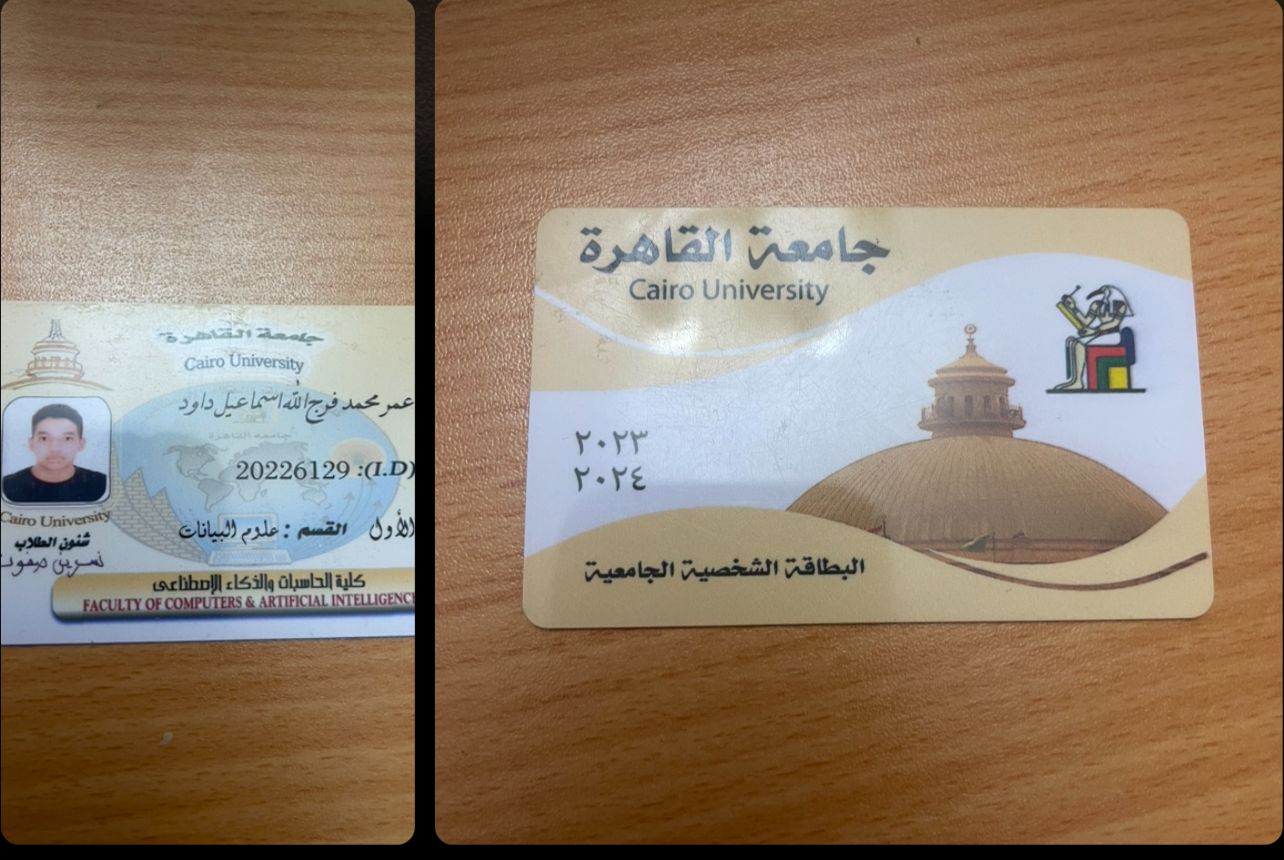 جامعة القاهرة
Cairo University
عمر محمد فرج الله اسماعيل داود
جامعة القاهرة
20226129 :(I.D)
الأول القسم : علوم البيانات
Cairo University
شئون الطلاب
نسرين
كلية الحاسبات والذكاء الإصطناعى
FACULTY OF COMPUTERS & ARTIFICIAL INTELLIGENCE
جامعة القاهرة
Cairo University
٢٠٢٣
٢٠٢٤
البطاقة الشخصية الجامعية